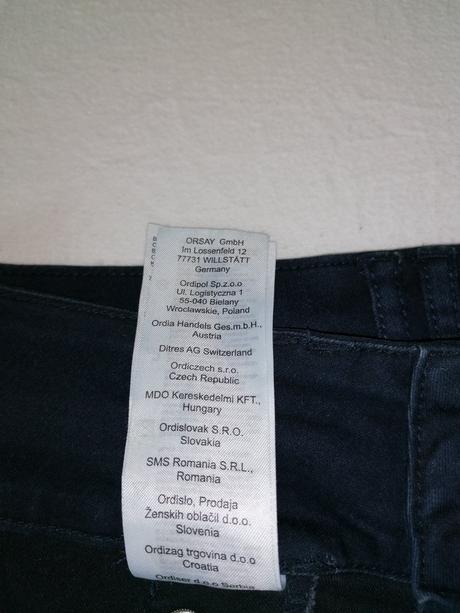 ORSAY GmbH
Im Lossenfeld 12
77731 WILLSTÄTT
Germany
Ordipol Sp.z.o.o
Ul. Logistyczna 1
55-040 Bielany
Wroclawskie, Poland
Ordia Handels Ges.m.b.H.,
Austria
Ditres AG Switzerland
Ordiczech s.r.o.
Czech Republic
MDO Kereskedelmi KFT.,
Hungary
Ordislovak S.R.O.
Slovakia
SMS Romania S.R.L.,
Romania
Ordislo, Prodaja
Ženskih oblačil d.o.o.
Slovenia
Ordizag trgovina d.o.o
Croatia
Ordiser d.o.o Serbia